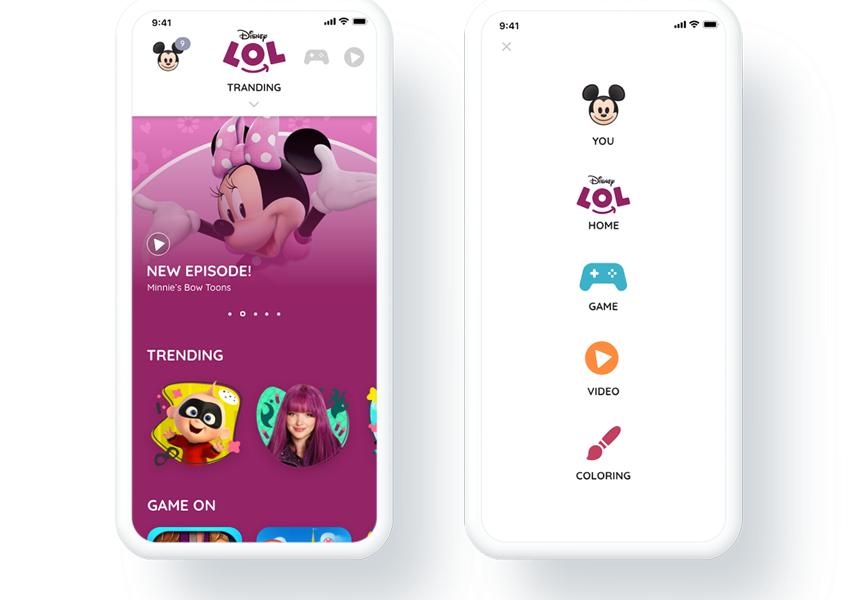 9:41
9
Disney
LOL
TRANDING
NEW EPISODE!
Minnie's Bow Toons
TRENDING
GAME ON
9:41
YOU
Disney
LOL
HOME
GAME
VIDEO
COLORING